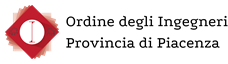 Ordine degli Ingegneri
Provincia di Piacenza